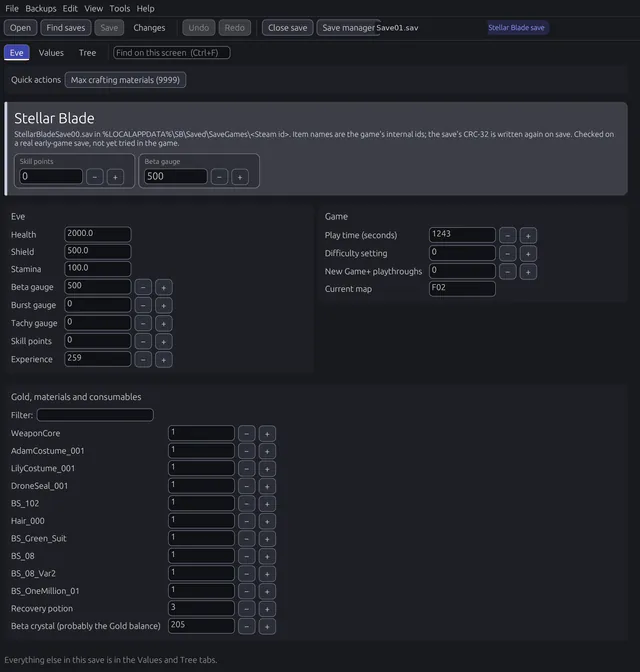 File Backups Edit View Tools Help
Open Find saves Save Changes Undo Redo Close save Save manager Save01.sav Stellar Blade save
Eve Values Tree Find on this screen (Ctrl+F)
Quick actions Max crafting materials (9999)
Stellar Blade
StellarBladeSave00.sav in %LOCALAPPDATA%\SB\Saved\SaveGames\<Steam id>. Item names are the game's internal ids; the save's CRC-32 is written again on save. Checked
on a real early-game save, not yet tried in the game.
Skill points Beta gauge
0 − + 500 − +
Eve Game
Health 2000.0 Play time (seconds) 1243 − +
Shield 500.0 Difficulty setting 0 − +
Stamina 100.0 New Game+ playthroughs 0 − +
Beta gauge 500 − + Current map F02
Burst gauge 0 − +
Tachy gauge 0 − +
Skill points 0 − +
Experience 259 − +
Gold, materials and consumables
Filter:
WeaponCore 1 − +
AdamCostume_001 1 − +
LilyCostume_001 1 − +
DroneSeal_001 1 − +
BS_102 1 − +
Hair_000 1 − +
BS_Green_Suit 1 − +
BS_08 1 − +
BS_08_Var2 1 − +
BS_OneMillion_01 1 − +
Recovery potion 3 − +
Beta crystal (probably the Gold balance) 205 − +
Everything else in this save is in the Values and Tree tabs.